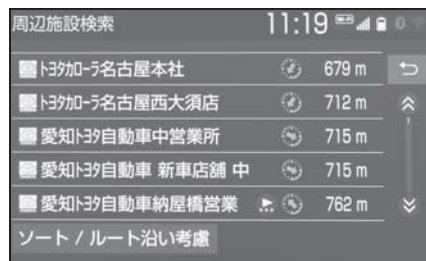 周辺施設検索 11:19
トヨタカローラ名古屋本社 679 m
トヨタカローラ名古屋西大須店 712 m
愛知トヨタ自動車中営業所 715 m
愛知トヨタ自動車 新車店舗 中 715 m
愛知トヨタ自動車納屋橋営業 762 m
ソート / ルート沿い考慮